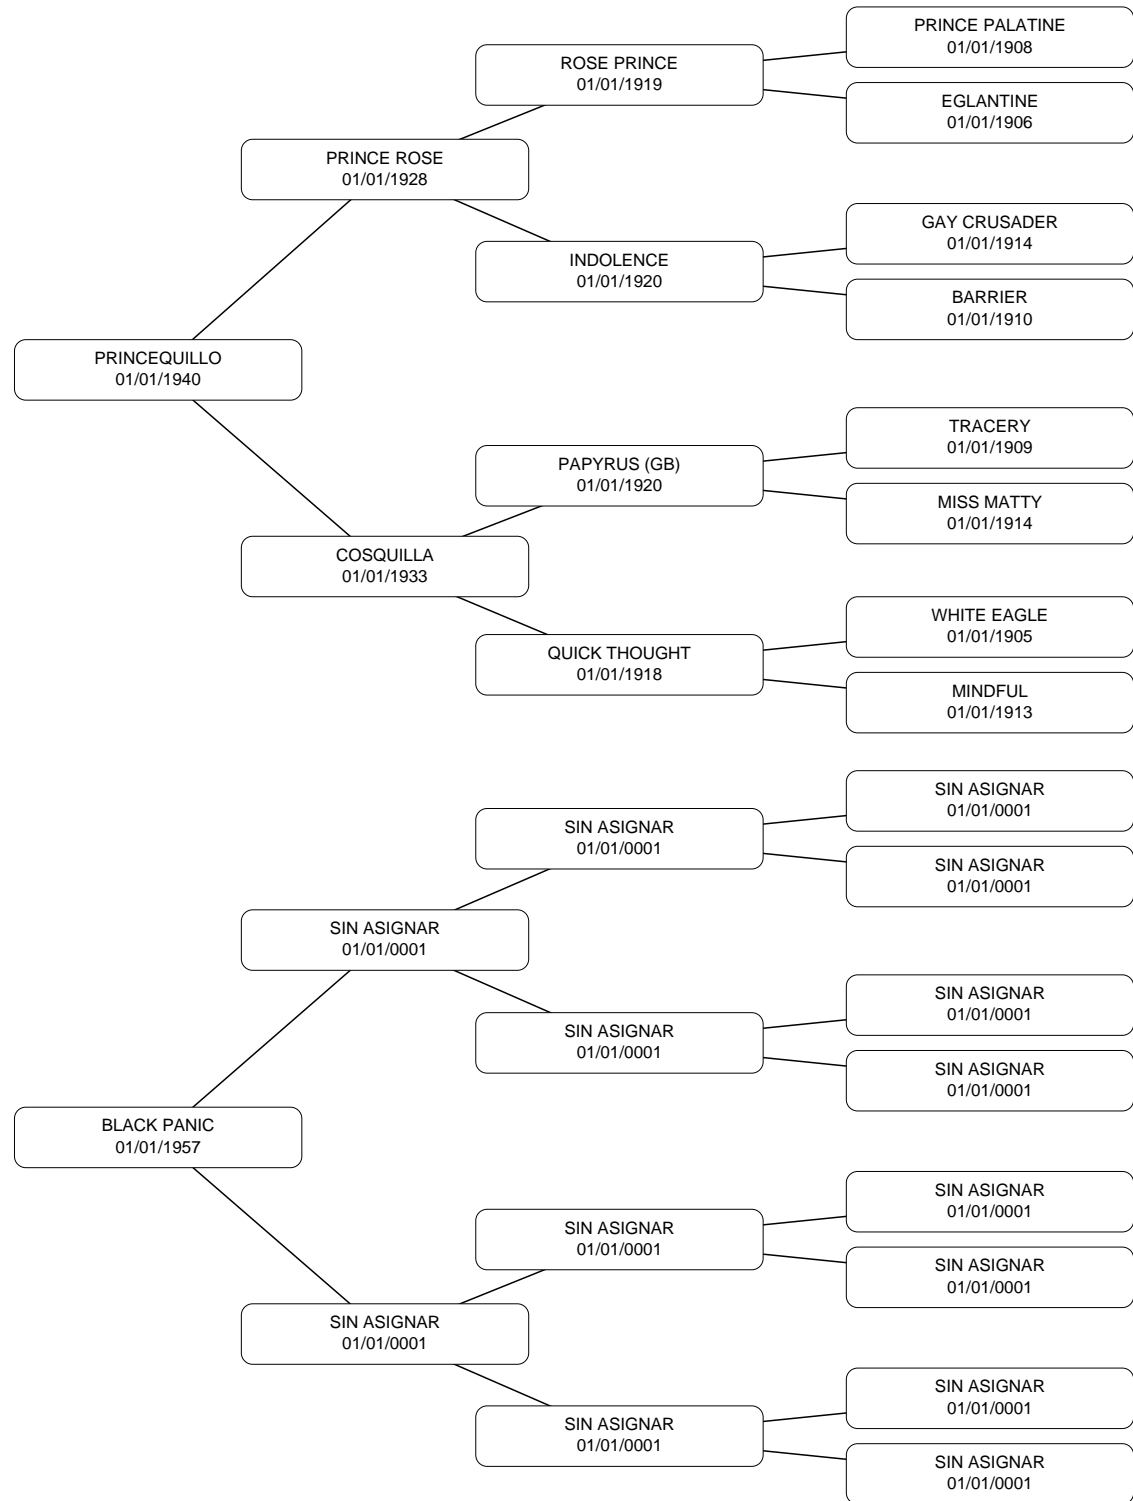 PRINCE PALATINE
01/01/1908
ROSE PRINCE
01/01/1919
EGLANTINE
01/01/1906
PRINCE ROSE
01/01/1928
GAY CRUSADER
01/01/1914
INDOLENCE
01/01/1920
BARRIER
01/01/1910
PRINCEQUILLO
01/01/1940
TRACERY
01/01/1909
PAPYRUS (GB)
01/01/1920
MISS MATTY
01/01/1914
COSQUILLA
01/01/1933
WHITE EAGLE
01/01/1905
QUICK THOUGHT
01/01/1918
MINDFUL
01/01/1913
SIN ASIGNAR
01/01/0001
SIN ASIGNAR
01/01/0001
SIN ASIGNAR
01/01/0001
SIN ASIGNAR
01/01/0001
SIN ASIGNAR
01/01/0001
SIN ASIGNAR
01/01/0001
SIN ASIGNAR
01/01/0001
BLACK PANIC
01/01/1957
SIN ASIGNAR
01/01/0001
SIN ASIGNAR
01/01/0001
SIN ASIGNAR
01/01/0001
SIN ASIGNAR
01/01/0001
SIN ASIGNAR
01/01/0001
SIN ASIGNAR
01/01/0001
SIN ASIGNAR
01/01/0001